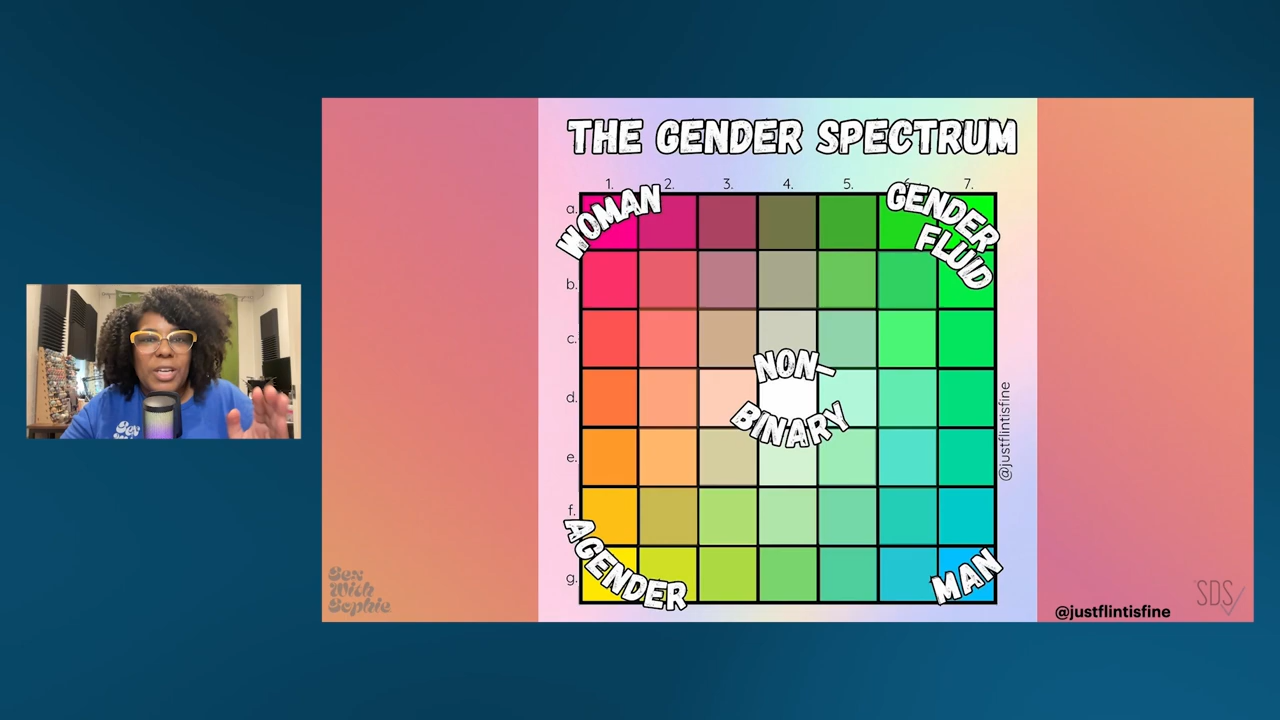 THE GENDER SPECTRUM
1. 2. 3. 4. 5. 6. 7.
a.
WOMAN
GENDER
FLUID
b.
c.
NON-
d.
BINARY
e.
@justflintisfine
f.
AGENDER
g.
MAN
Sex
With
Sophie
SDS
@justflintisfine